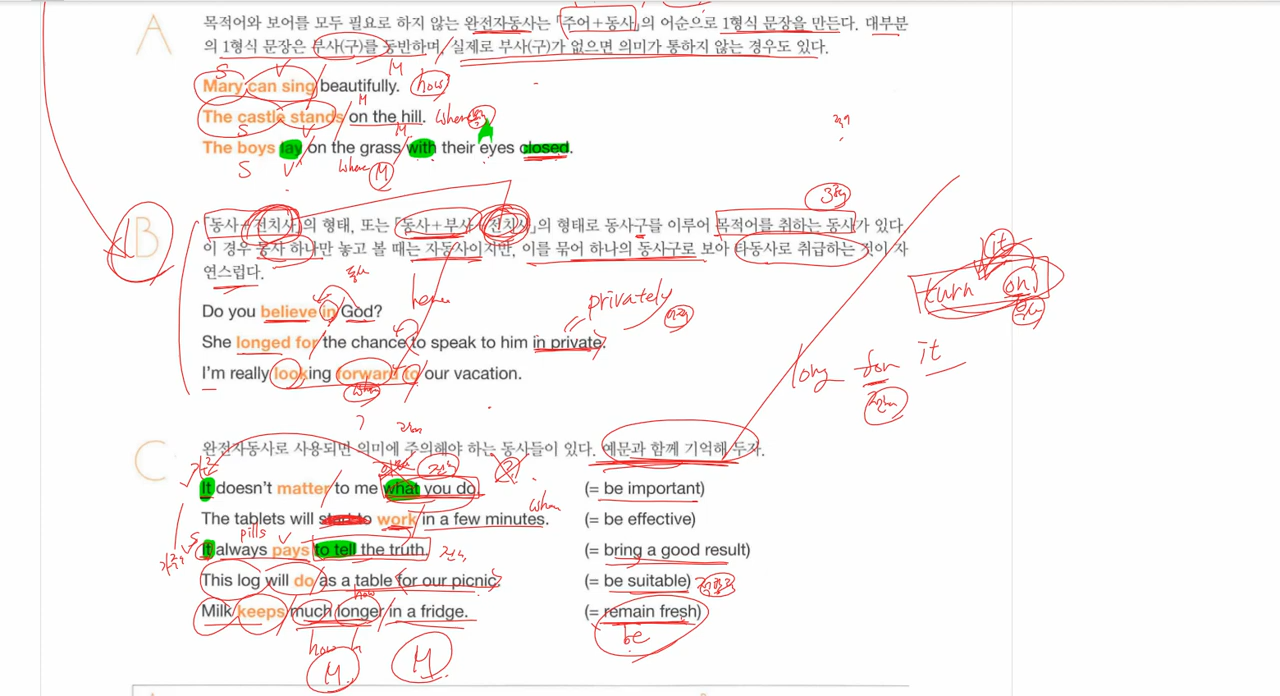 A
목적어와 보어를 모두 필요로 하지 않는 완전자동사는 「주어+동사」의 어순으로 1형식 문장을 만든다. 대부분
의 1형식 문장은 부사(구)를 동반하며, 실제로 부사(구)가 없으면 의미가 통하지 않는 경우도 있다.
S V M
Mary can sing beautifully. how
M
The castle stands on the hill. where
S V M
The boys lay on the grass with their eyes closed.
S V where M
3형식
B
「동사+전치사」의 형태, 또는 「동사+부사+전치사」의 형태로 동사구를 이루어 목적어를 취하는 동사가 있다.
이 경우 동사 하나만 놓고 볼 때는 자동사이지만, 이를 묶어 하나의 동사구로 보아 타동사로 취급하는 것이 자
연스럽다.
it
turn on
부사
privately
Do you believe in God?
She longed for the chance to speak to him in private.
long for it
I'm really looking forward to our vacation.
when
C
완전자동사로 사용되면 의미에 주의해야 하는 동사들이 있다. 예문과 함께 기억해 두자.
It doesn't matter to me what you do. (= be important)
when
The tablets will start to work in a few minutes. (= be effective)
pills
S V
It always pays to tell the truth. (= bring a good result)
This log will do as a table for our picnic. (= be suitable)
how
Milk keeps much longer in a fridge. (= remain fresh)
be
how
M M